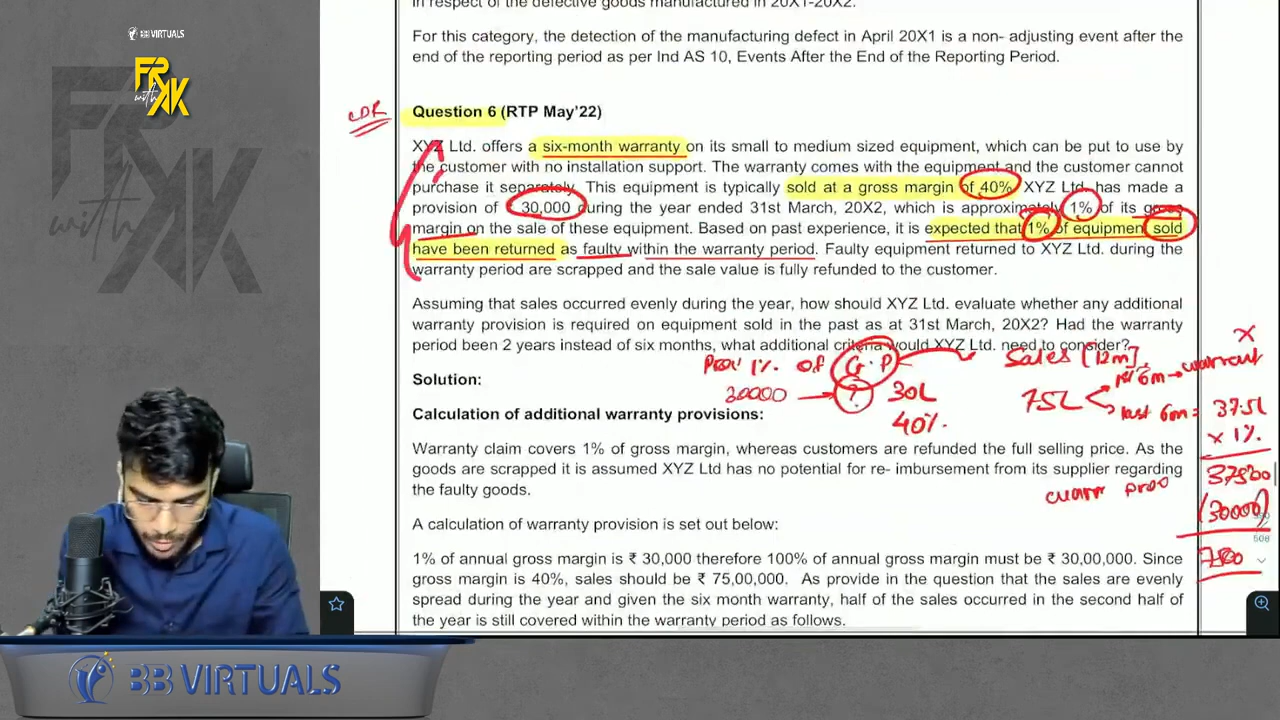 in respect of the defective goods manufactured in 20X1-20X2.
BB VIRTUALS
For this category, the detection of the manufacturing defect in April 20X1 is a non- adjusting event after the
end of the reporting period as per Ind AS 10, Events After the End of the Reporting Period.
FR
with
AK
LDR
Question 6 (RTP May'22)
XYZ Ltd. offers a six-month warranty on its small to medium sized equipment, which can be put to use by
the customer with no installation support. The warranty comes with the equipment and the customer cannot
purchase it separately. This equipment is typically sold at a gross margin of 40% XYZ Ltd. has made a
provision of ₹ 30,000 during the year ended 31st March, 20X2, which is approximately 1% of its gross
margin on the sale of these equipment. Based on past experience, it is expected that 1% of equipment sold
have been returned as faulty within the warranty period. Faulty equipment returned to XYZ Ltd. during the
warranty period are scrapped and the sale value is fully refunded to the customer.
Assuming that sales occurred evenly during the year, how should XYZ Ltd. evaluate whether any additional
warranty provision is required on equipment sold in the past as at 31st March, 20X2? Had the warranty
period been 2 years instead of six months, what additional criteria would XYZ Ltd. need to consider?
Prov 1% of G.P
Sales [12m]
x
30000
?
30L
40%.
75L
last 6m = 37.5L
x 1%.
37500
(30000)
7500
Solution:
Calculation of additional warranty provisions:
Warranty claim covers 1% of gross margin, whereas customers are refunded the full selling price. As the
goods are scrapped it is assumed XYZ Ltd has no potential for re- imbursement from its supplier regarding
the faulty goods.
A calculation of warranty provision is set out below:
508
1% of annual gross margin is ₹ 30,000 therefore 100% of annual gross margin must be ₹ 30,00,000. Since
gross margin is 40%, sales should be ₹ 75,00,000. As provide in the question that the sales are evenly
spread during the year and given the six month warranty, half of the sales occurred in the second half of
the year is still covered within the warranty period as follows.
BB VIRTUALS